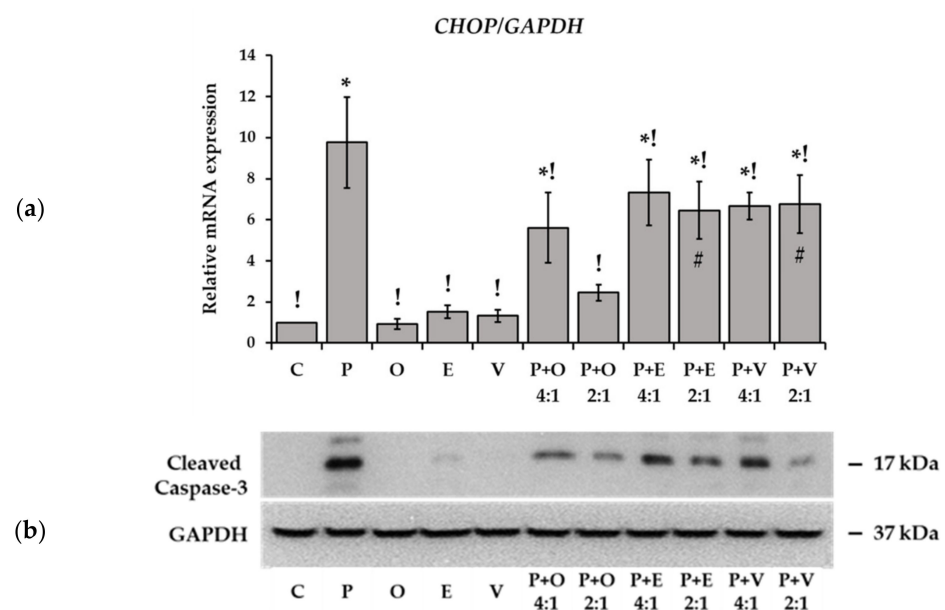 CHOP/GAPDH
(a)
Relative mRNA expression
14
12
10
8
6
4
2
0
! * ! ! ! *! ! *! *! *! *!
# #
C P O E V P+O P+O P+E P+E P+V P+V
4:1 2:1 4:1 2:1 4:1 2:1
(b)
Cleaved
Caspase-3
– 17 kDa
GAPDH
– 37 kDa
C P O E V P+O P+O P+E P+E P+V P+V
4:1 2:1 4:1 2:1 4:1 2:1